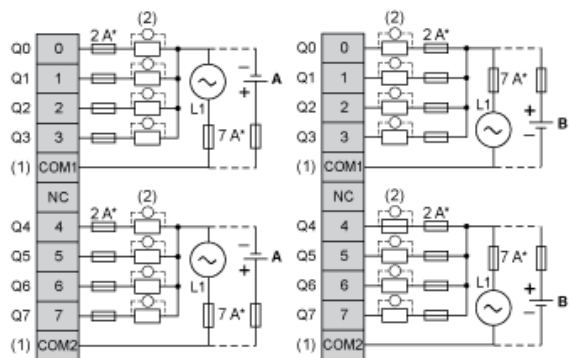 (2)
Q0 0 2 A*
Q1 1
Q2 2
Q3 3
L1
7 A*
− + A
(1) COM1
NC
(2)
Q4 4 2 A*
Q5 5
Q6 6
Q7 7
L1
7 A*
− + A
(1) COM2
(2)
Q0 0 2 A*
Q1 1
Q2 2
Q3 3
7 A*
L1
+ − B
(1) COM1
NC
(2)
Q4 4 2 A*
Q5 5
Q6 6
Q7 7
7 A*
L1
+ − B
(1) COM2